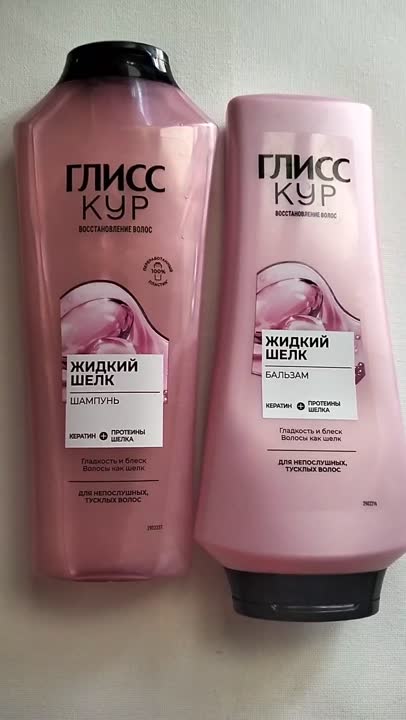 ГЛИСС
КУР
ВОССТАНОВЛЕНИЕ ВОЛОС
100%
ПЛАСТИК
ЖИДКИЙ
ШЕЛК
ШАМПУНЬ
КЕРАТИН + ПРОТЕИНЫ
ШЕЛКА
Гладкость и блеск
Волосы как шелк
ДЛЯ НЕПОСЛУШНЫХ,
ТУСКЛЫХ ВОЛОС
ГЛИСС
КУР
ВОССТАНОВЛЕНИЕ ВОЛОС
ЖИДКИЙ
ШЕЛК
БАЛЬЗАМ
КЕРАТИН + ПРОТЕИНЫ
ШЕЛКА
Гладкость и блеск
Волосы как шелк
ДЛЯ НЕПОСЛУШНЫХ,
ТУСКЛЫХ ВОЛОС